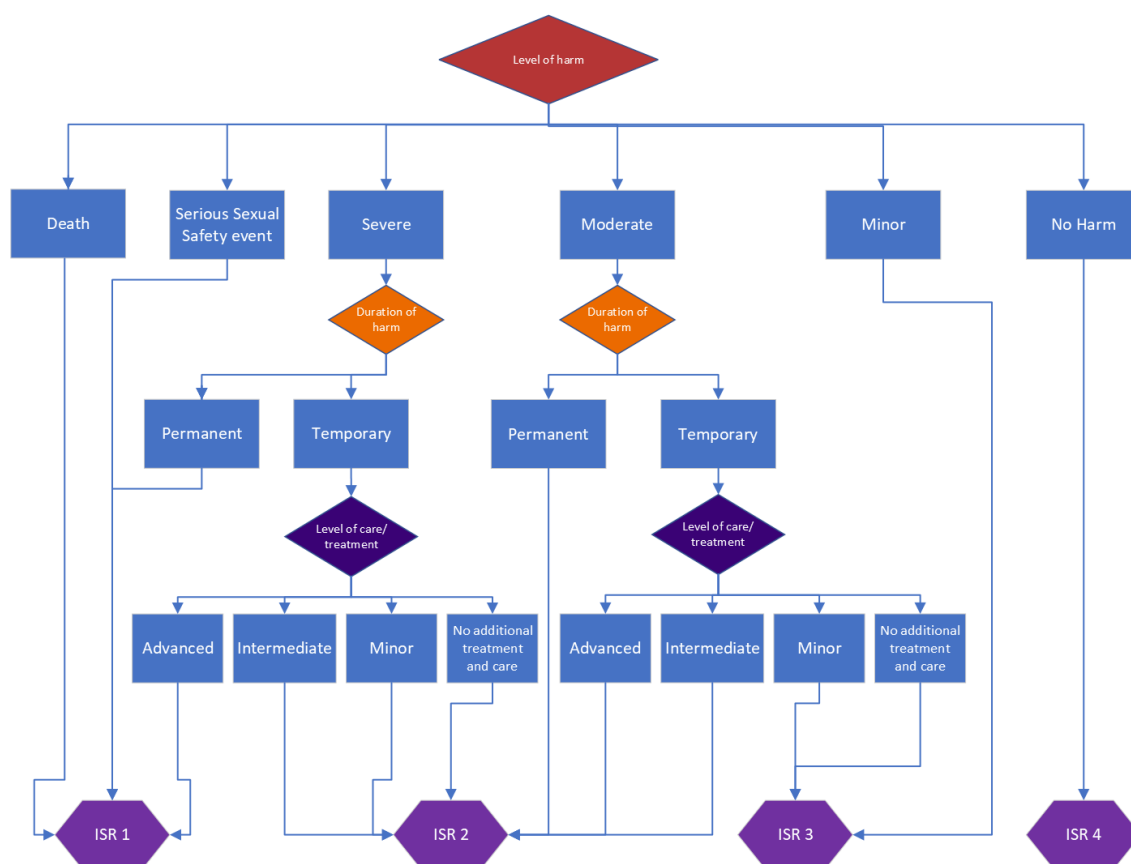 Level of harm
Death
Serious Sexual
Safety event
Severe
Moderate
Minor
No Harm
Duration of
harm
Duration of
harm
Permanent
Temporary
Permanent
Temporary
Level of care/
treatment
Level of care/
treatment
Advanced
Intermediate
Minor
No additional
treatment
and care
Advanced
Intermediate
Minor
No additional
treatment
and care
ISR 1
ISR 2
ISR 3
ISR 4